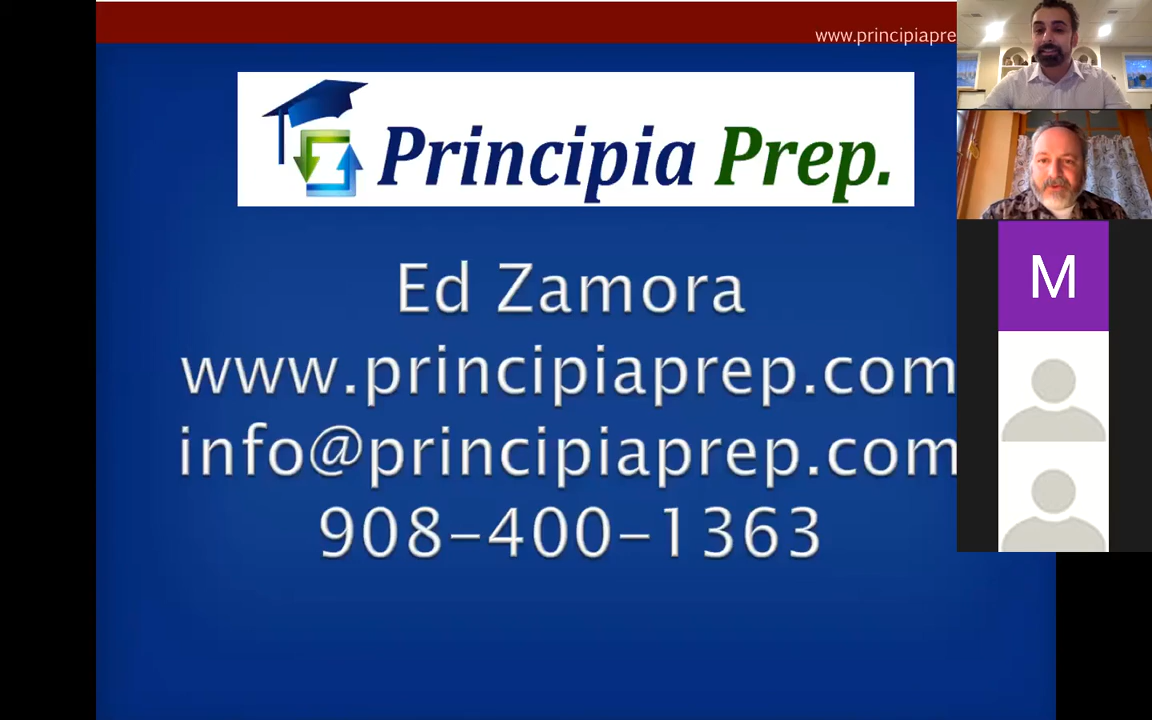 www.principiapre
Principia Prep.
Ed Zamora
www.principiaprep.com
info@principiaprep.com
908-400-1363
M